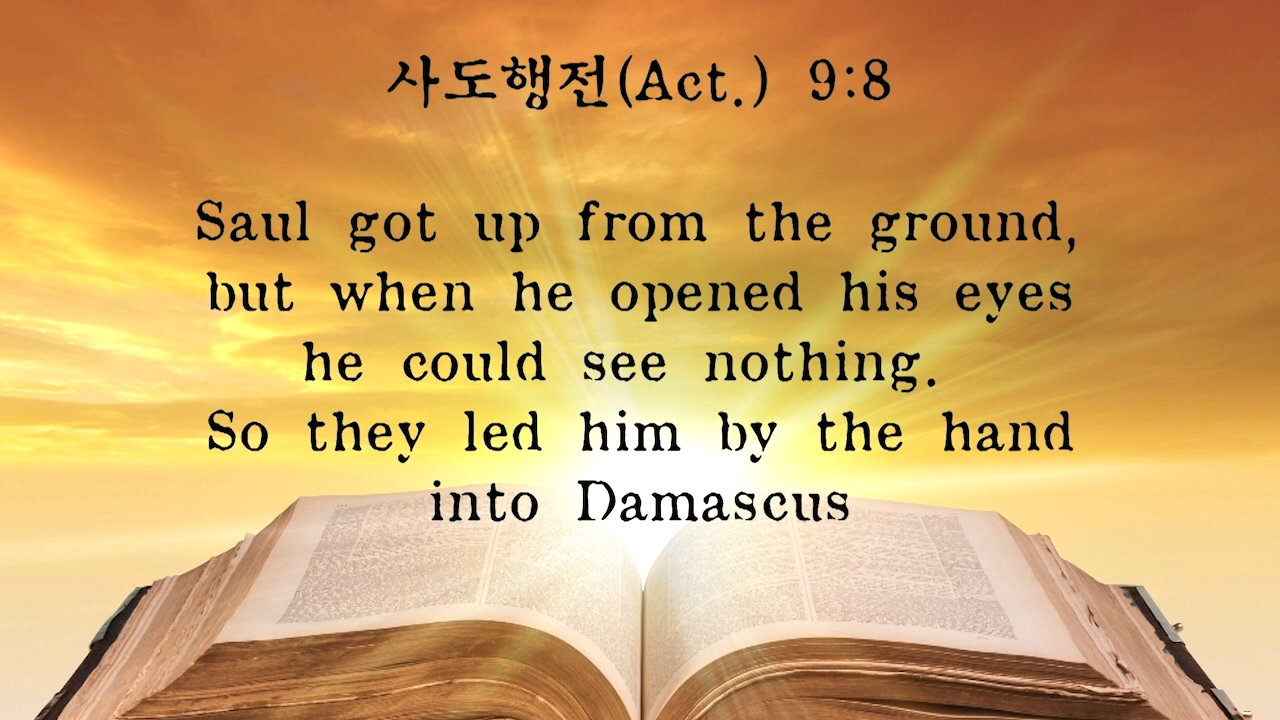 사도행전(Act.) 9:8
Saul got up from the ground,
but when he opened his eyes
he could see nothing.
So they led him by the hand
into Damascus